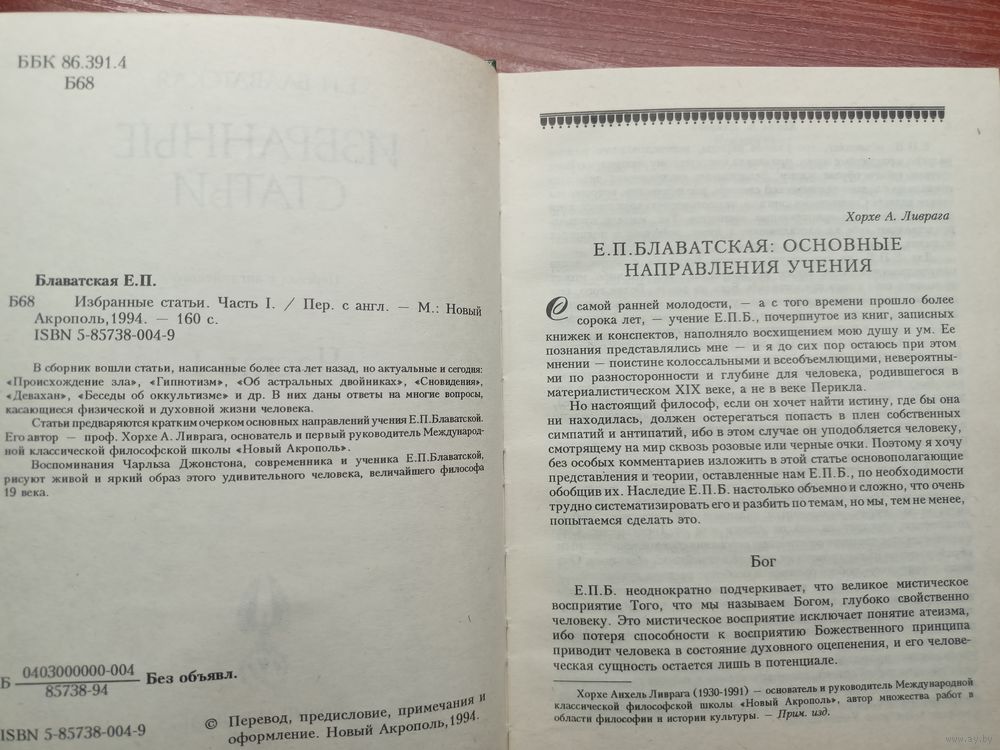 ББК 86.391.4
Б68
Блаватская Е.П.
Б68 Избранные статьи. Часть I. / Пер. с англ. — М.: Новый
Акрополь, 1994. — 160 с.
ISBN 5-85738-004-9
В сборник вошли статьи, написанные более ста лет назад, но актуальные и сегодня:
«Происхождение зла», «Гипнотизм», «Об астральных двойниках», «Сновидения»,
«Девахан», «Беседы об оккультизме» и др. В них даны ответы на многие вопросы,
касающиеся физической и духовной жизни человека.
Статьи предваряются кратким очерком основных направлений учения Е.П.Блаватской.
Его автор — проф. Хорхе А. Ливрага, основатель и первый руководитель Международ-
ной классической философской школы «Новый Акрополь».
Воспоминания Чарльза Джонстона, современника и ученика Е.П.Блаватской,
рисуют живой и яркий образ этого удивительного человека, величайшего философа
19 века.
Б 0403000000-004 Без объявл.
85738-94
ISBN 5-85738-004-9
© Перевод, предисловие, примечания и
оформление. Новый Акрополь, 1994.
Хорхе А. Ливрага
Е.П.БЛАВАТСКАЯ: ОСНОВНЫЕ
НАПРАВЛЕНИЯ УЧЕНИЯ
С самой ранней молодости, — а с того времени прошло более
сорока лет, — учение Е.П.Б., почерпнутое из книг, записных
книжек и конспектов, наполняло восхищением мою душу и ум. Ее
познания представлялись мне — и я до сих пор остаюсь при этом
мнении — поистине колоссальными и всеобъемлющими, невероятны-
ми по разносторонности и глубине для человека, родившегося в
материалистическом XIX веке, а не в веке Перикла.
Но настоящий философ, если он хочет найти истину, где бы она
ни находилась, должен остерегаться попасть в плен собственных
симпатий и антипатий, ибо в этом случае он уподобляется человеку,
смотрящему на мир сквозь розовые или черные очки. Поэтому я хочу
без особых комментариев изложить в этой статье основополагающие
представления и теории, оставленные нам Е.П.Б., по необходимости
обобщив их. Наследие Е.П.Б. настолько объемно и сложно, что очень
трудно систематизировать его и разбить по темам, но мы, тем не менее,
попытаемся сделать это.
Бог
Е.П.Б. неоднократно подчеркивает, что великое мистическое
восприятие Того, что мы называем Богом, глубоко свойственно
человеку. Это мистическое восприятие исключает понятие атеизма,
ибо потеря способности к восприятию Божественного принципа
приводит человека в состояние духовного оцепенения, и его челове-
ческая сущность остается лишь в потенциале.
Хорхе Анхель Ливрага (1930-1991) — основатель и руководитель Международной
классической философской школы «Новый Акрополь», автор множества работ в
области философии и истории культуры. — Прим. изд.
www.ay.by